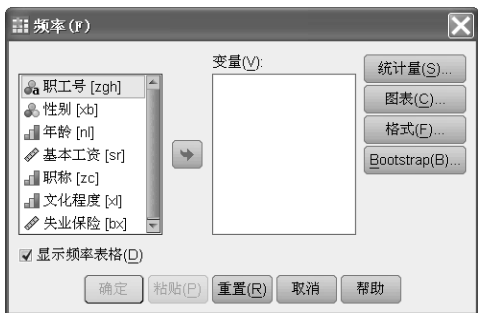 频率(F)
变量(V):
职工号 [zgh]
性别 [xb]
年龄 [nl]
基本工资 [sr]
职称 [zc]
文化程度 [xl]
失业保险 [bx]
统计量(S)...
图表(C)...
格式(F)...
Bootstrap(B)...
显示频率表格(D)
确定 粘贴(P) 重置(R) 取消 帮助